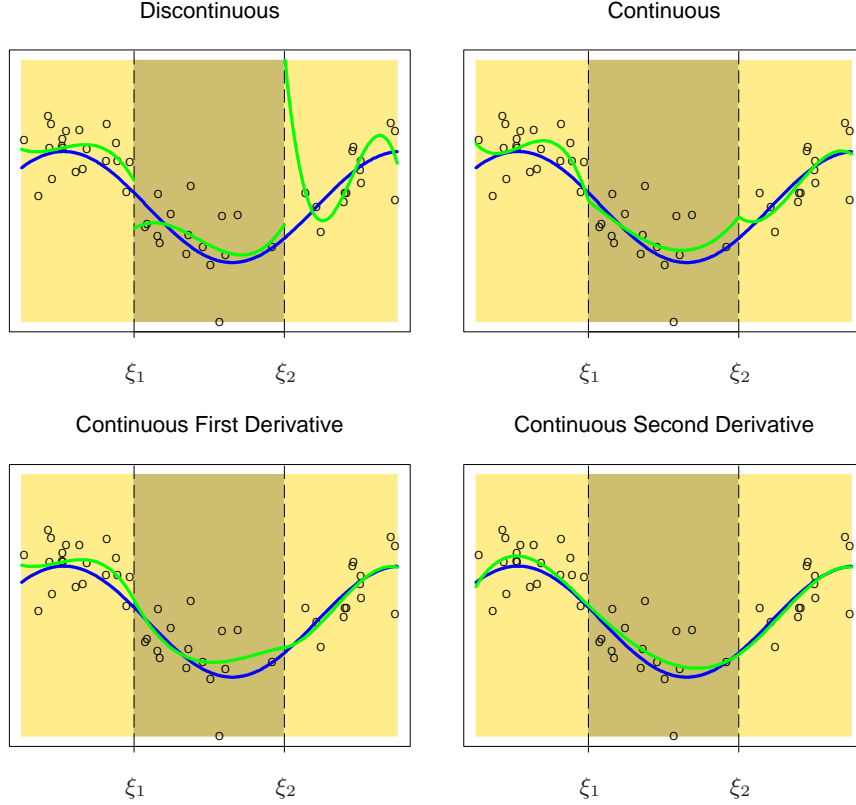 Discontinuous
Continuous
ξ1 ξ2
ξ1 ξ2
Continuous First Derivative
Continuous Second Derivative
ξ1 ξ2
ξ1 ξ2